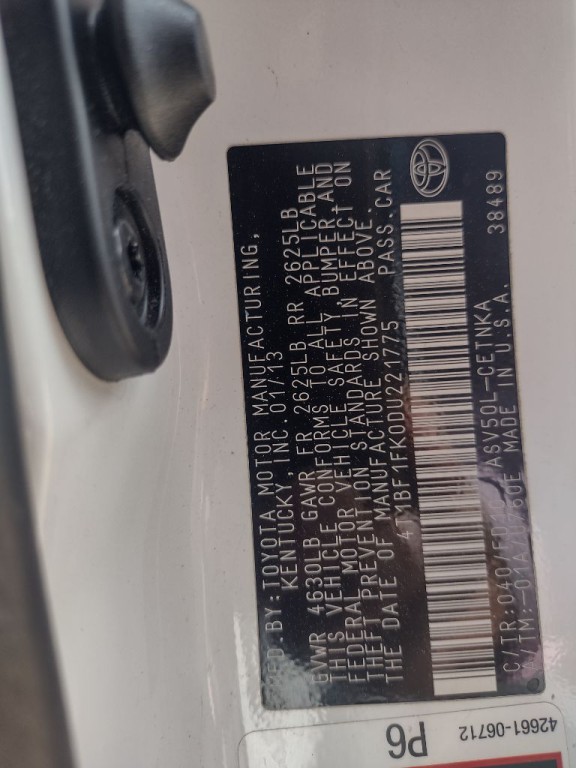 MFD.BY:TOYOTA MOTOR MANUFACTURING,
KENTUCKY, INC. 01/13
GVWR 4630LB GAWR FR 2625LB RR 2625LB
THIS VEHICLE CONFORMS TO ALL APPLICABLE
FEDERAL MOTOR VEHICLE SAFETY, BUMPER, AND
THEFT PREVENTION STANDARDS IN EFFECT ON
THE DATE OF MANUFACTURE SHOWN ABOVE.
4T1BF1FK0DU221775 PASS.CAR
C/TR:040/ ASV50L-CETNKA 38489
MADE IN U.S.A.
42661-06712
P6